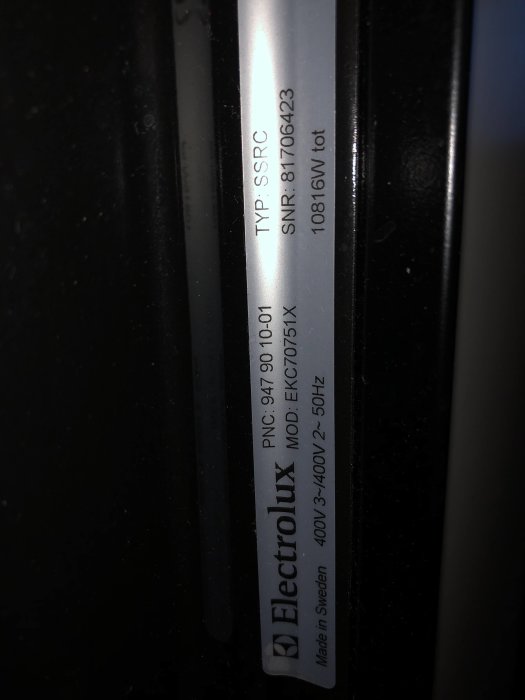 Electrolux PNC: 947 90 10-01 TYP: SSRC
MOD: EKC70751X SNR: 81706423
Made in Sweden 400V 3~/400V 2~ 50Hz 10816W tot